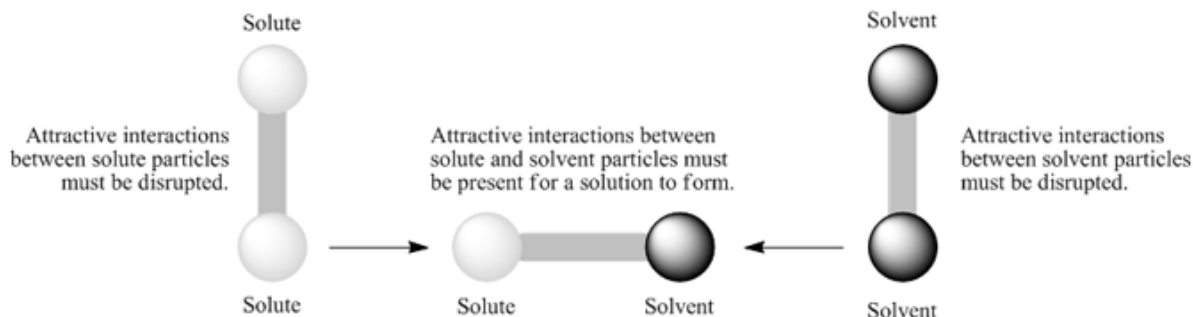 Solute
Solvent
Attractive interactions
between solute particles
must be disrupted.
Attractive interactions between
solute and solvent particles must
be present for a solution to form.
Attractive interactions
between solvent particles
must be disrupted.
Solute
Solute
Solvent
Solvent